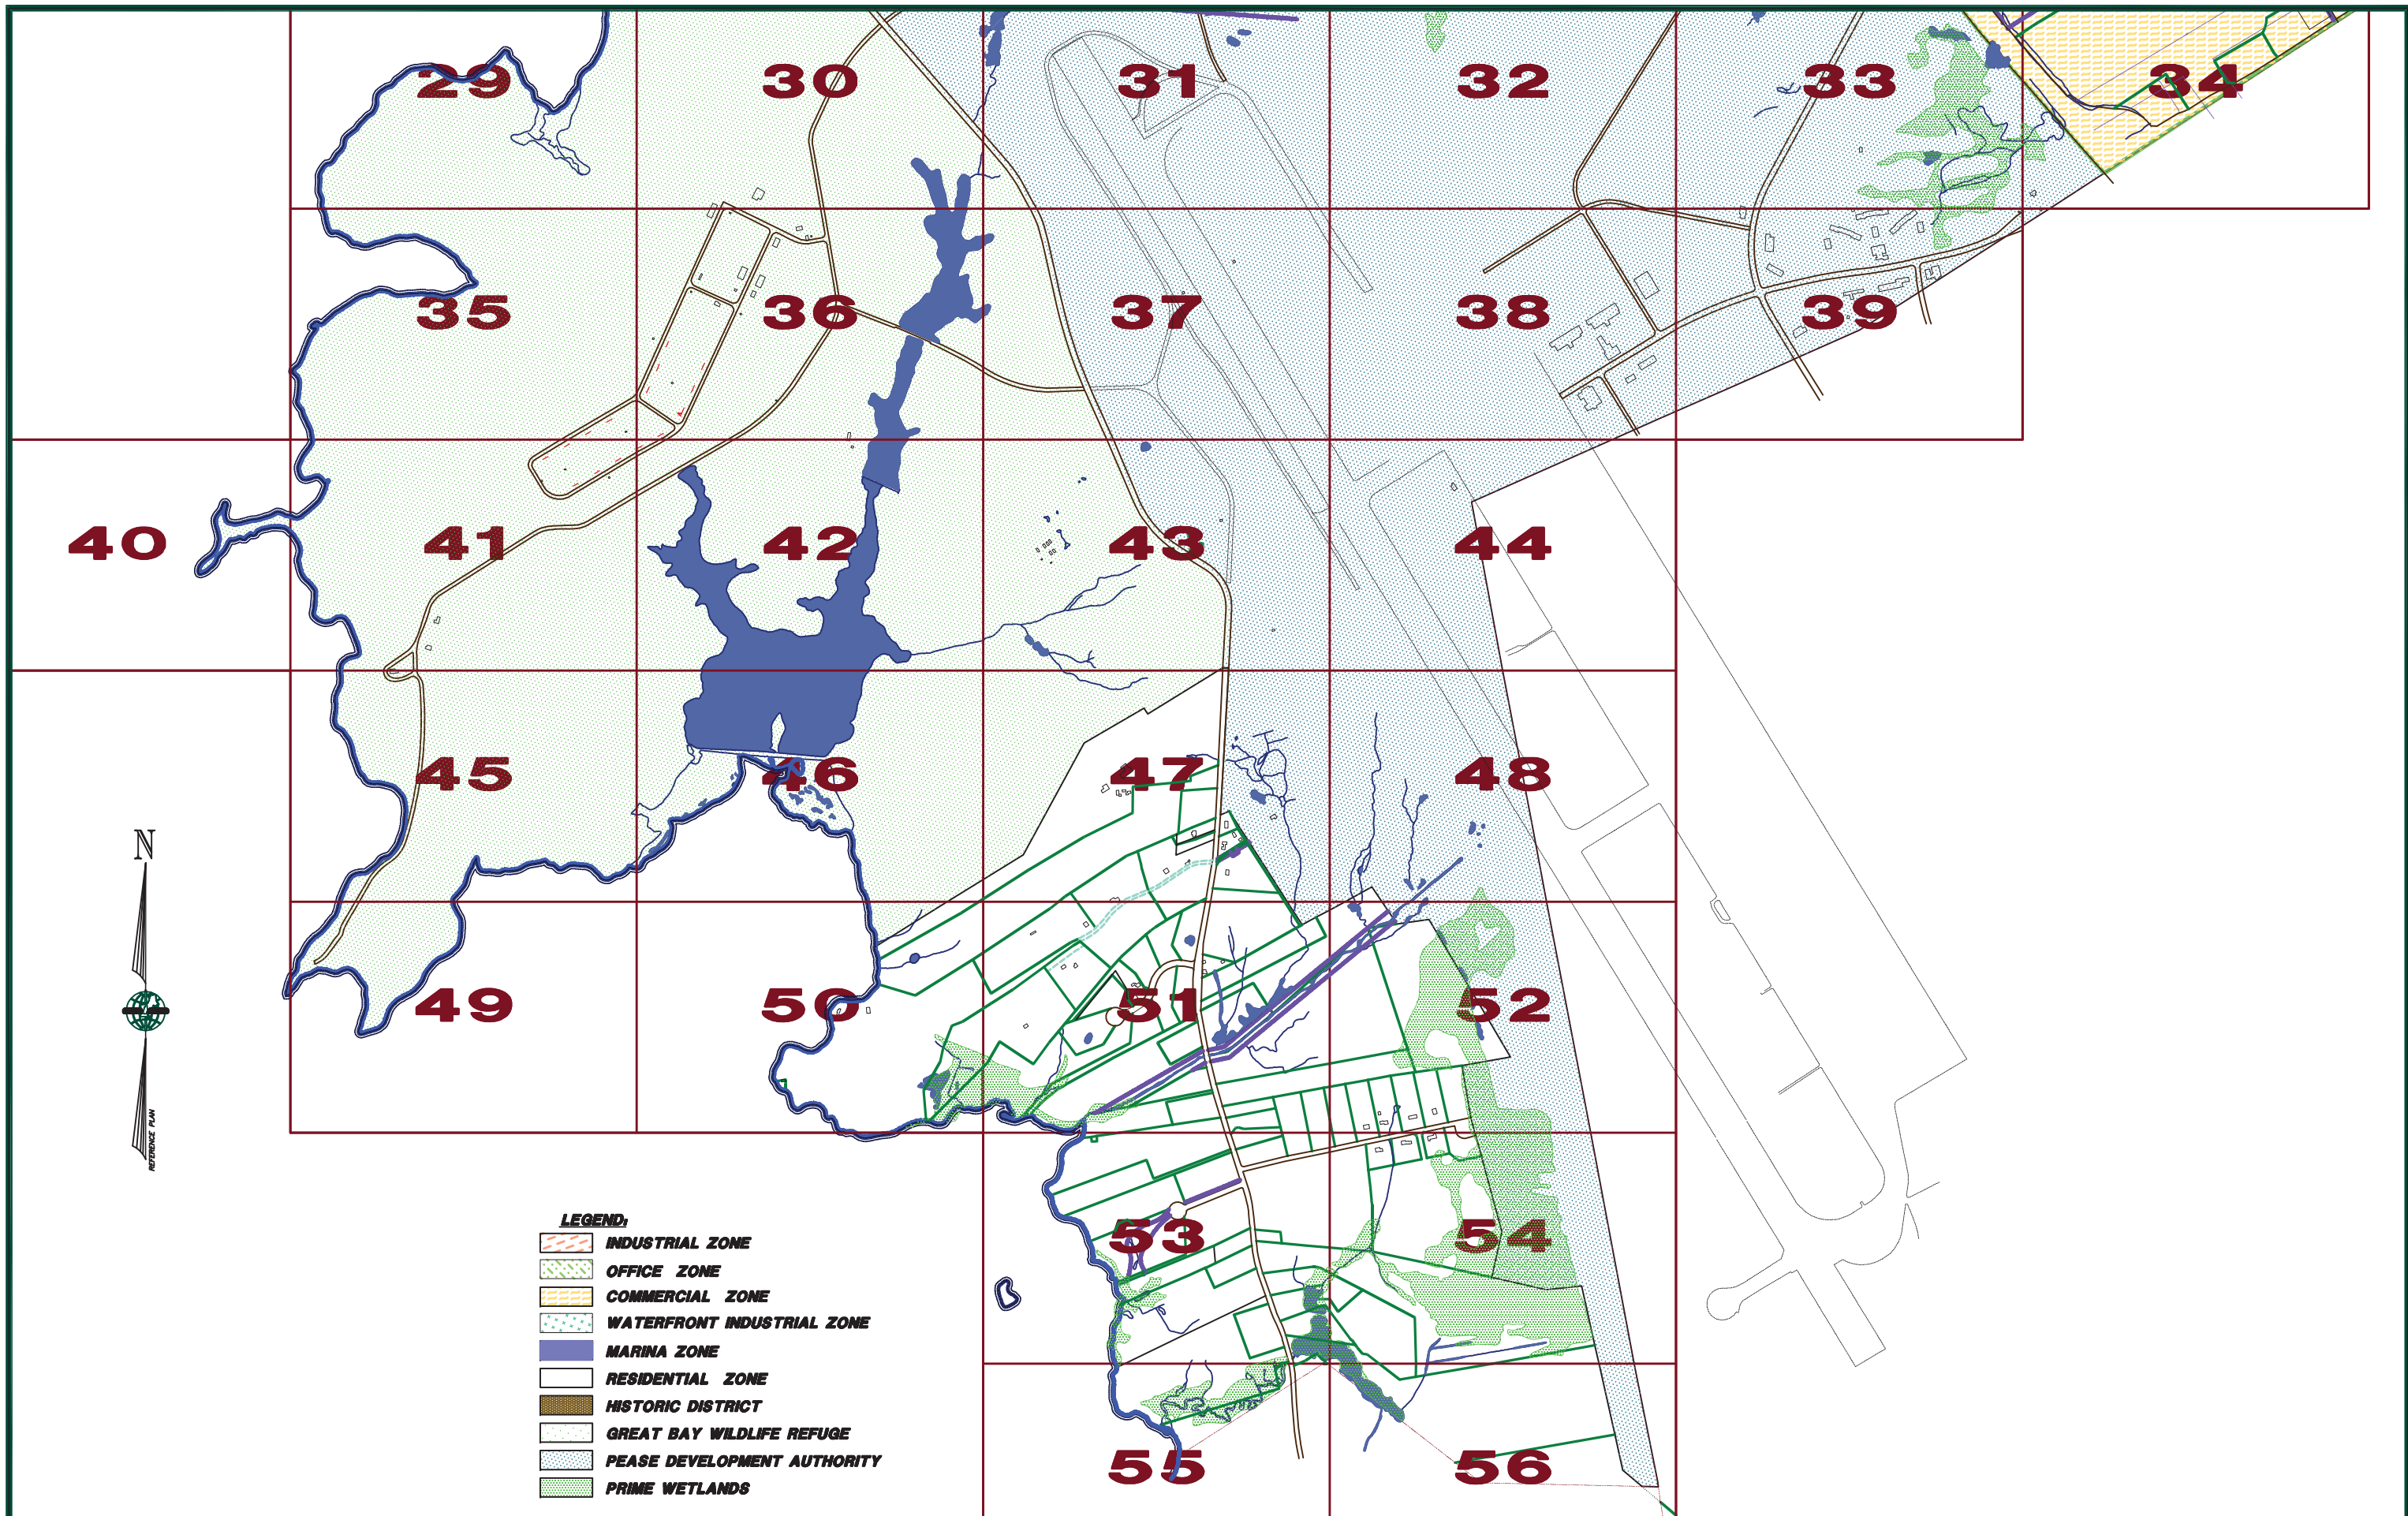 29 30 31 32 33 34
35 36 37 38 39
40 41 42 43 44
45 46 47 48
N
49 50 51 52
REFERENCE PLAN
53 54
LEGEND:
INDUSTRIAL ZONE
OFFICE ZONE
COMMERCIAL ZONE
WATERFRONT INDUSTRIAL ZONE
MARINA ZONE
RESIDENTIAL ZONE
HISTORIC DISTRICT
GREAT BAY WILDLIFE REFUGE
PEASE DEVELOPMENT AUTHORITY
PRIME WETLANDS
55 56